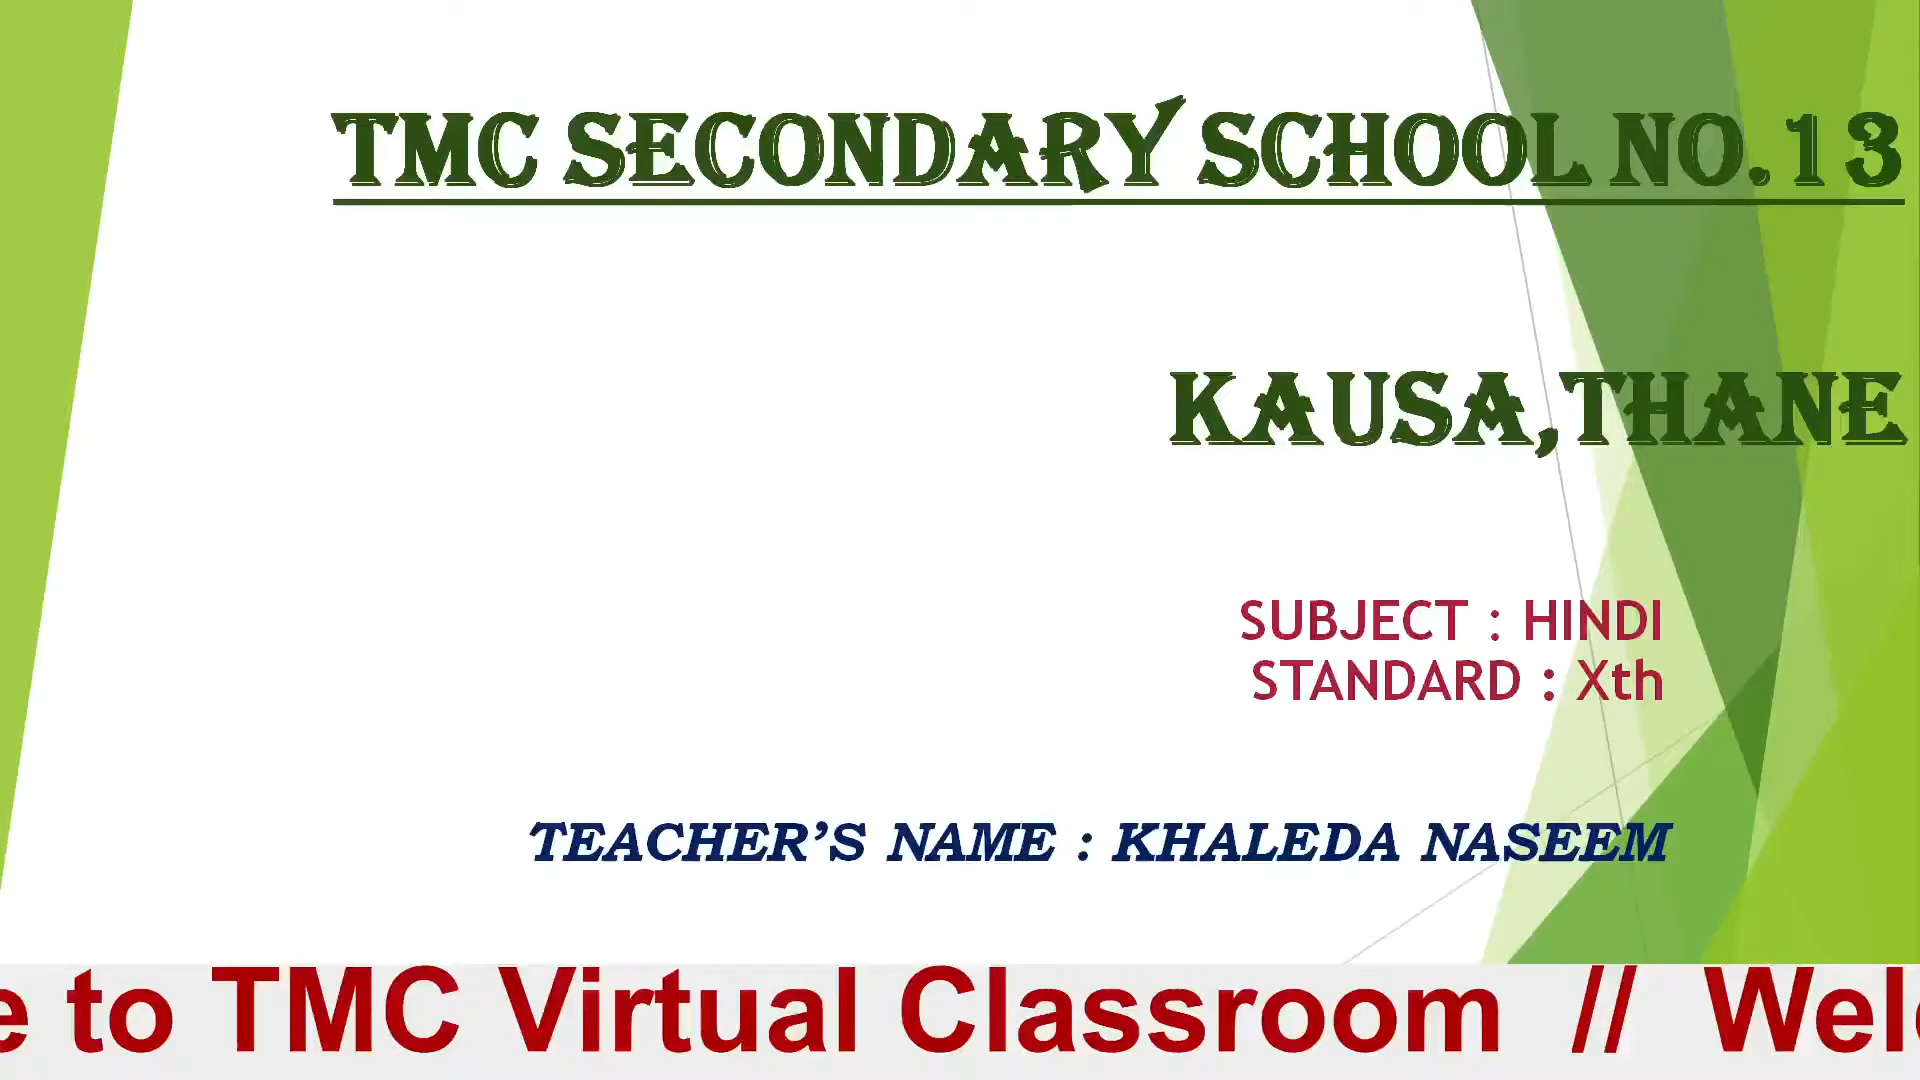 TMC SECONDARY SCHOOL NO.13
KAUSA,THANE
SUBJECT : HINDI
STANDARD : Xth
TEACHER’S NAME : KHALEDA NASEEM
to TMC Virtual Classroom //